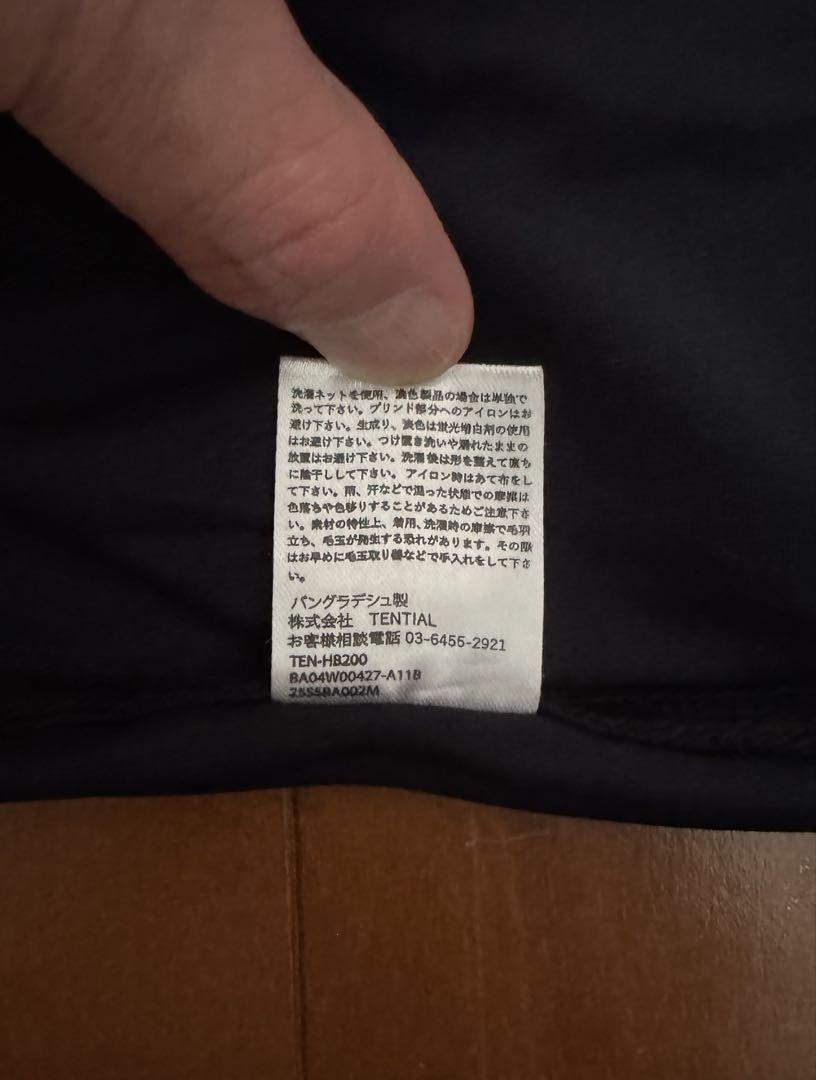 洗濯ネットを使用、濃色製品の場合は単独で
洗って下さい。プリント部分へのアイロンはお
避け下さい。生成り、淡色は蛍光増白剤の使用
はお避け下さい。つけ置き洗いや濡れたままの
放置はお避け下さい。洗濯後は形を整えて直ち
に陰干しして下さい。アイロン時はあて布をし
て下さい。雨、汗などで湿った状態での摩擦は
色落ちや色移りすることがあるためご注意下さ
い。素材の特性上、着用、洗濯時の摩擦で毛羽
立ち、毛玉が発生する恐れがあります。その際
はお早めに毛玉取り器などで手入れをして下さ
い。
バングラデシュ製
株式会社 TENTIAL
お客様相談電話 03-6455-2921
TEN-HB200
BA04W00427-A11B
25SSBA002M